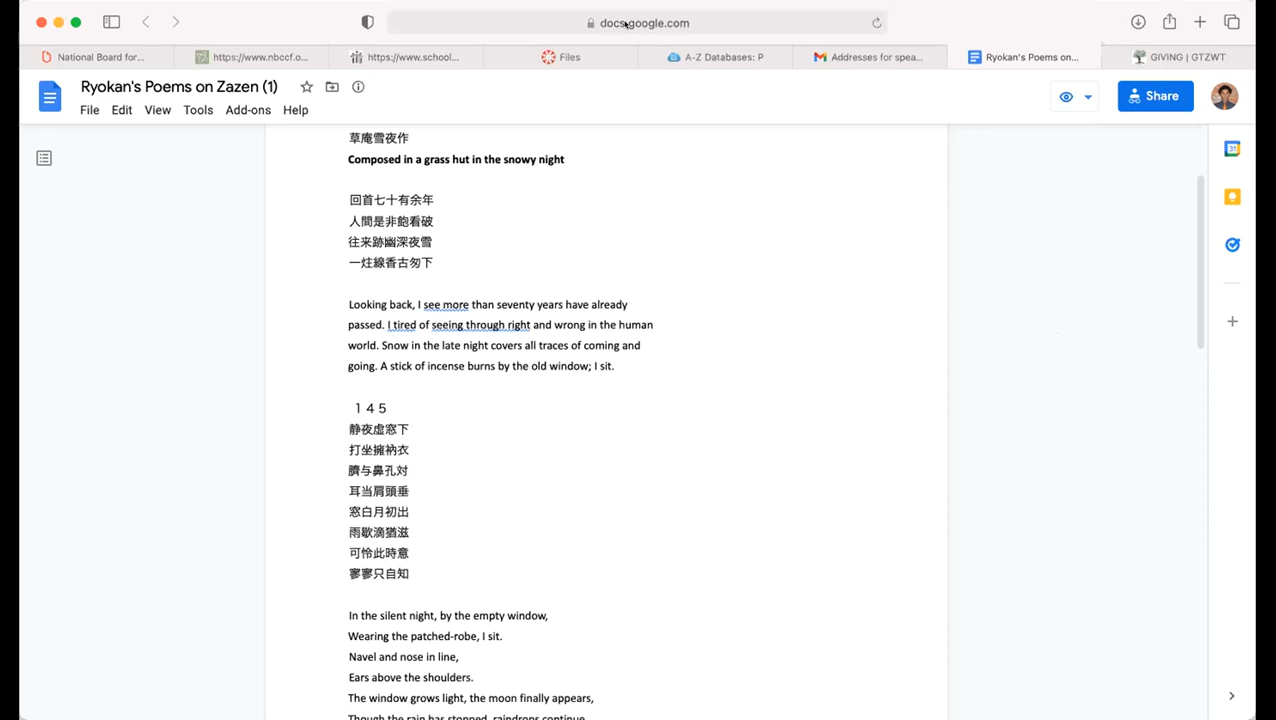 docs.google.com
National Board for...
https://www.nbccf.o...
https://www.school...
Files
A-Z Databases: P
Addresses for spea...
Ryokan's Poems on...
GIVING | GTZWT
Ryokan's Poems on Zazen (1)
File Edit View Tools Add-ons Help
Share
31
草庵雪夜作
Composed in a grass hut in the snowy night
回首七十有余年
人間是非飽看破
往来跡幽深夜雪
一炷線香古匆下
Looking back, I see more than seventy years have already
passed. I tired of seeing through right and wrong in the human
world. Snow in the late night covers all traces of coming and
going. A stick of incense burns by the old window; I sit.
１４５
静夜虚窓下
打坐擁衲衣
臍与鼻孔対
耳当肩頭垂
窓白月初出
雨歇滴猶滋
可怜此時意
寥寥只自知
In the silent night, by the empty window,
Wearing the patched-robe, I sit.
Navel and nose in line,
Ears above the shoulders.
The window grows light, the moon finally appears,
Though the rain has stopped, raindrops continue